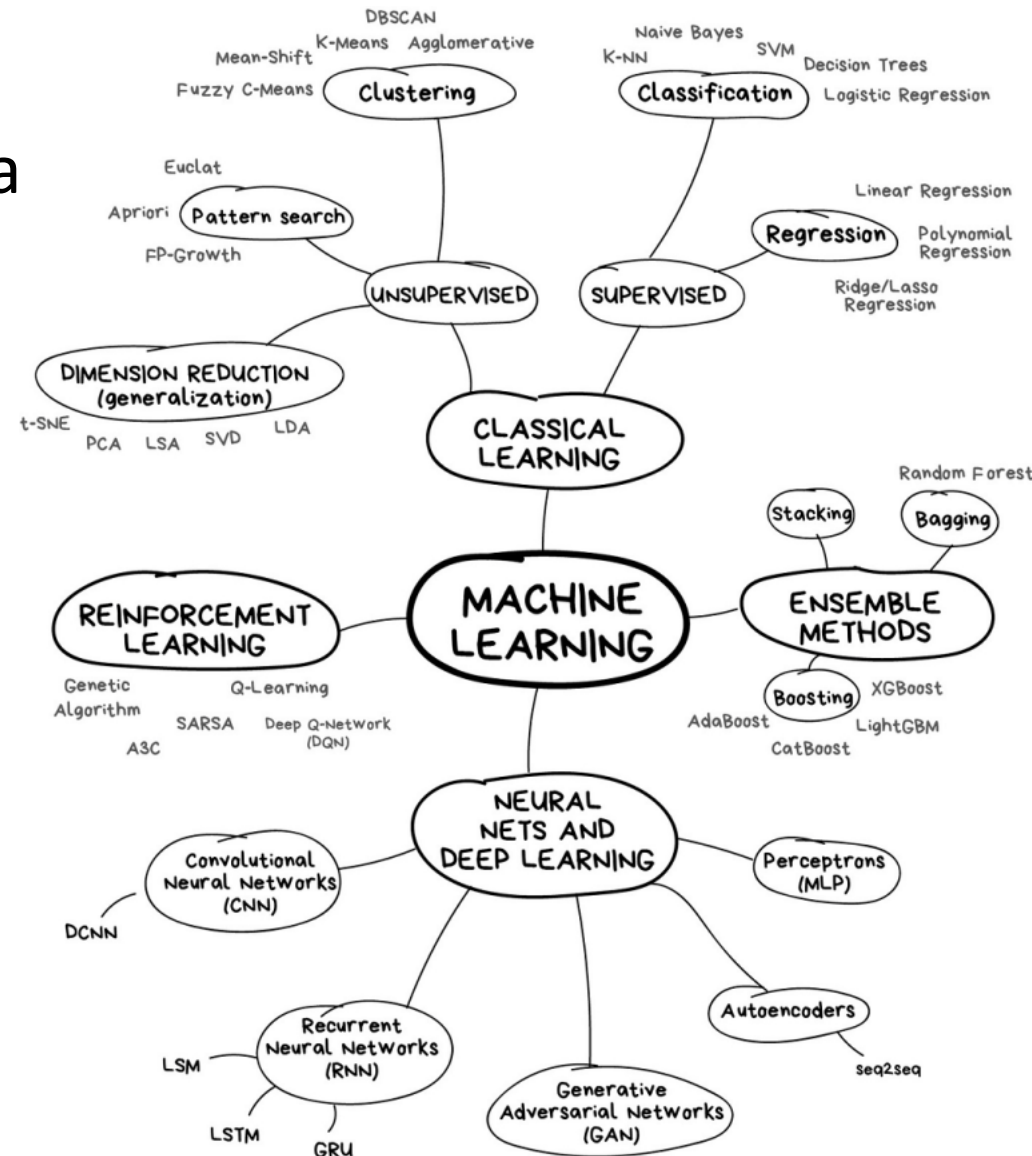 DBSCAN
K-Means
Agglomerative
Mean-Shift
Fuzzy C-Means
Clustering
Naive Bayes
K-NN
SVM
Decision Trees
Logistic Regression
Classification
a
Euclat
Apriori
Pattern search
FP-Growth
Linear Regression
Regression
Polynomial
Regression
Ridge/Lasso
Regression
UNSUPERVISED
SUPERVISED
DIMENSION REDUCTION
(generalization)
t-SNE
PCA
LSA
SVD
LDA
CLASSICAL
LEARNING
Random Forest
Stacking
Bagging
REINFORCEMENT
LEARNING
MACHINE
LEARNING
ENSEMBLE
METHODS
Genetic
Algorithm
Q-Learning
SARSA
Deep Q-Network
(DQN)
A3C
Boosting
XGBoost
AdaBoost
LightGBM
CatBoost
NEURAL
NETS AND
DEEP LEARNING
Convolutional
Neural Networks
(CNN)
DCNN
Perceptrons
(MLP)
Recurrent
Neural Networks
(RNN)
LSM
LSTM
GRU
Generative
Adversarial Networks
(GAN)
Autoencoders
seq2seq